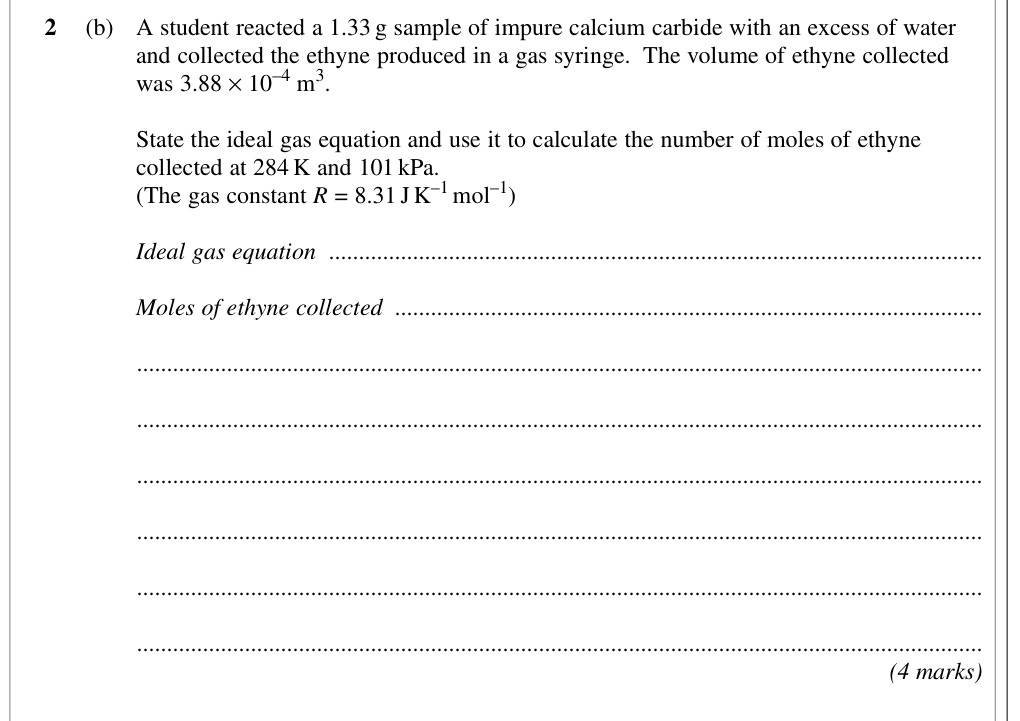 2 (b) A student reacted a 1.33 g sample of impure calcium carbide with an excess of water
and collected the ethyne produced in a gas syringe. The volume of ethyne collected
was 3.88 × 10⁻⁴ m³.
State the ideal gas equation and use it to calculate the number of moles of ethyne
collected at 284 K and 101 kPa.
(The gas constant R = 8.31 J K⁻¹ mol⁻¹)
Ideal gas equation ..............................................................................................................
Moles of ethyne collected ...................................................................................................
..............................................................................................................................................
..............................................................................................................................................
..............................................................................................................................................
..............................................................................................................................................
..............................................................................................................................................
..............................................................................................................................................
(4 marks)